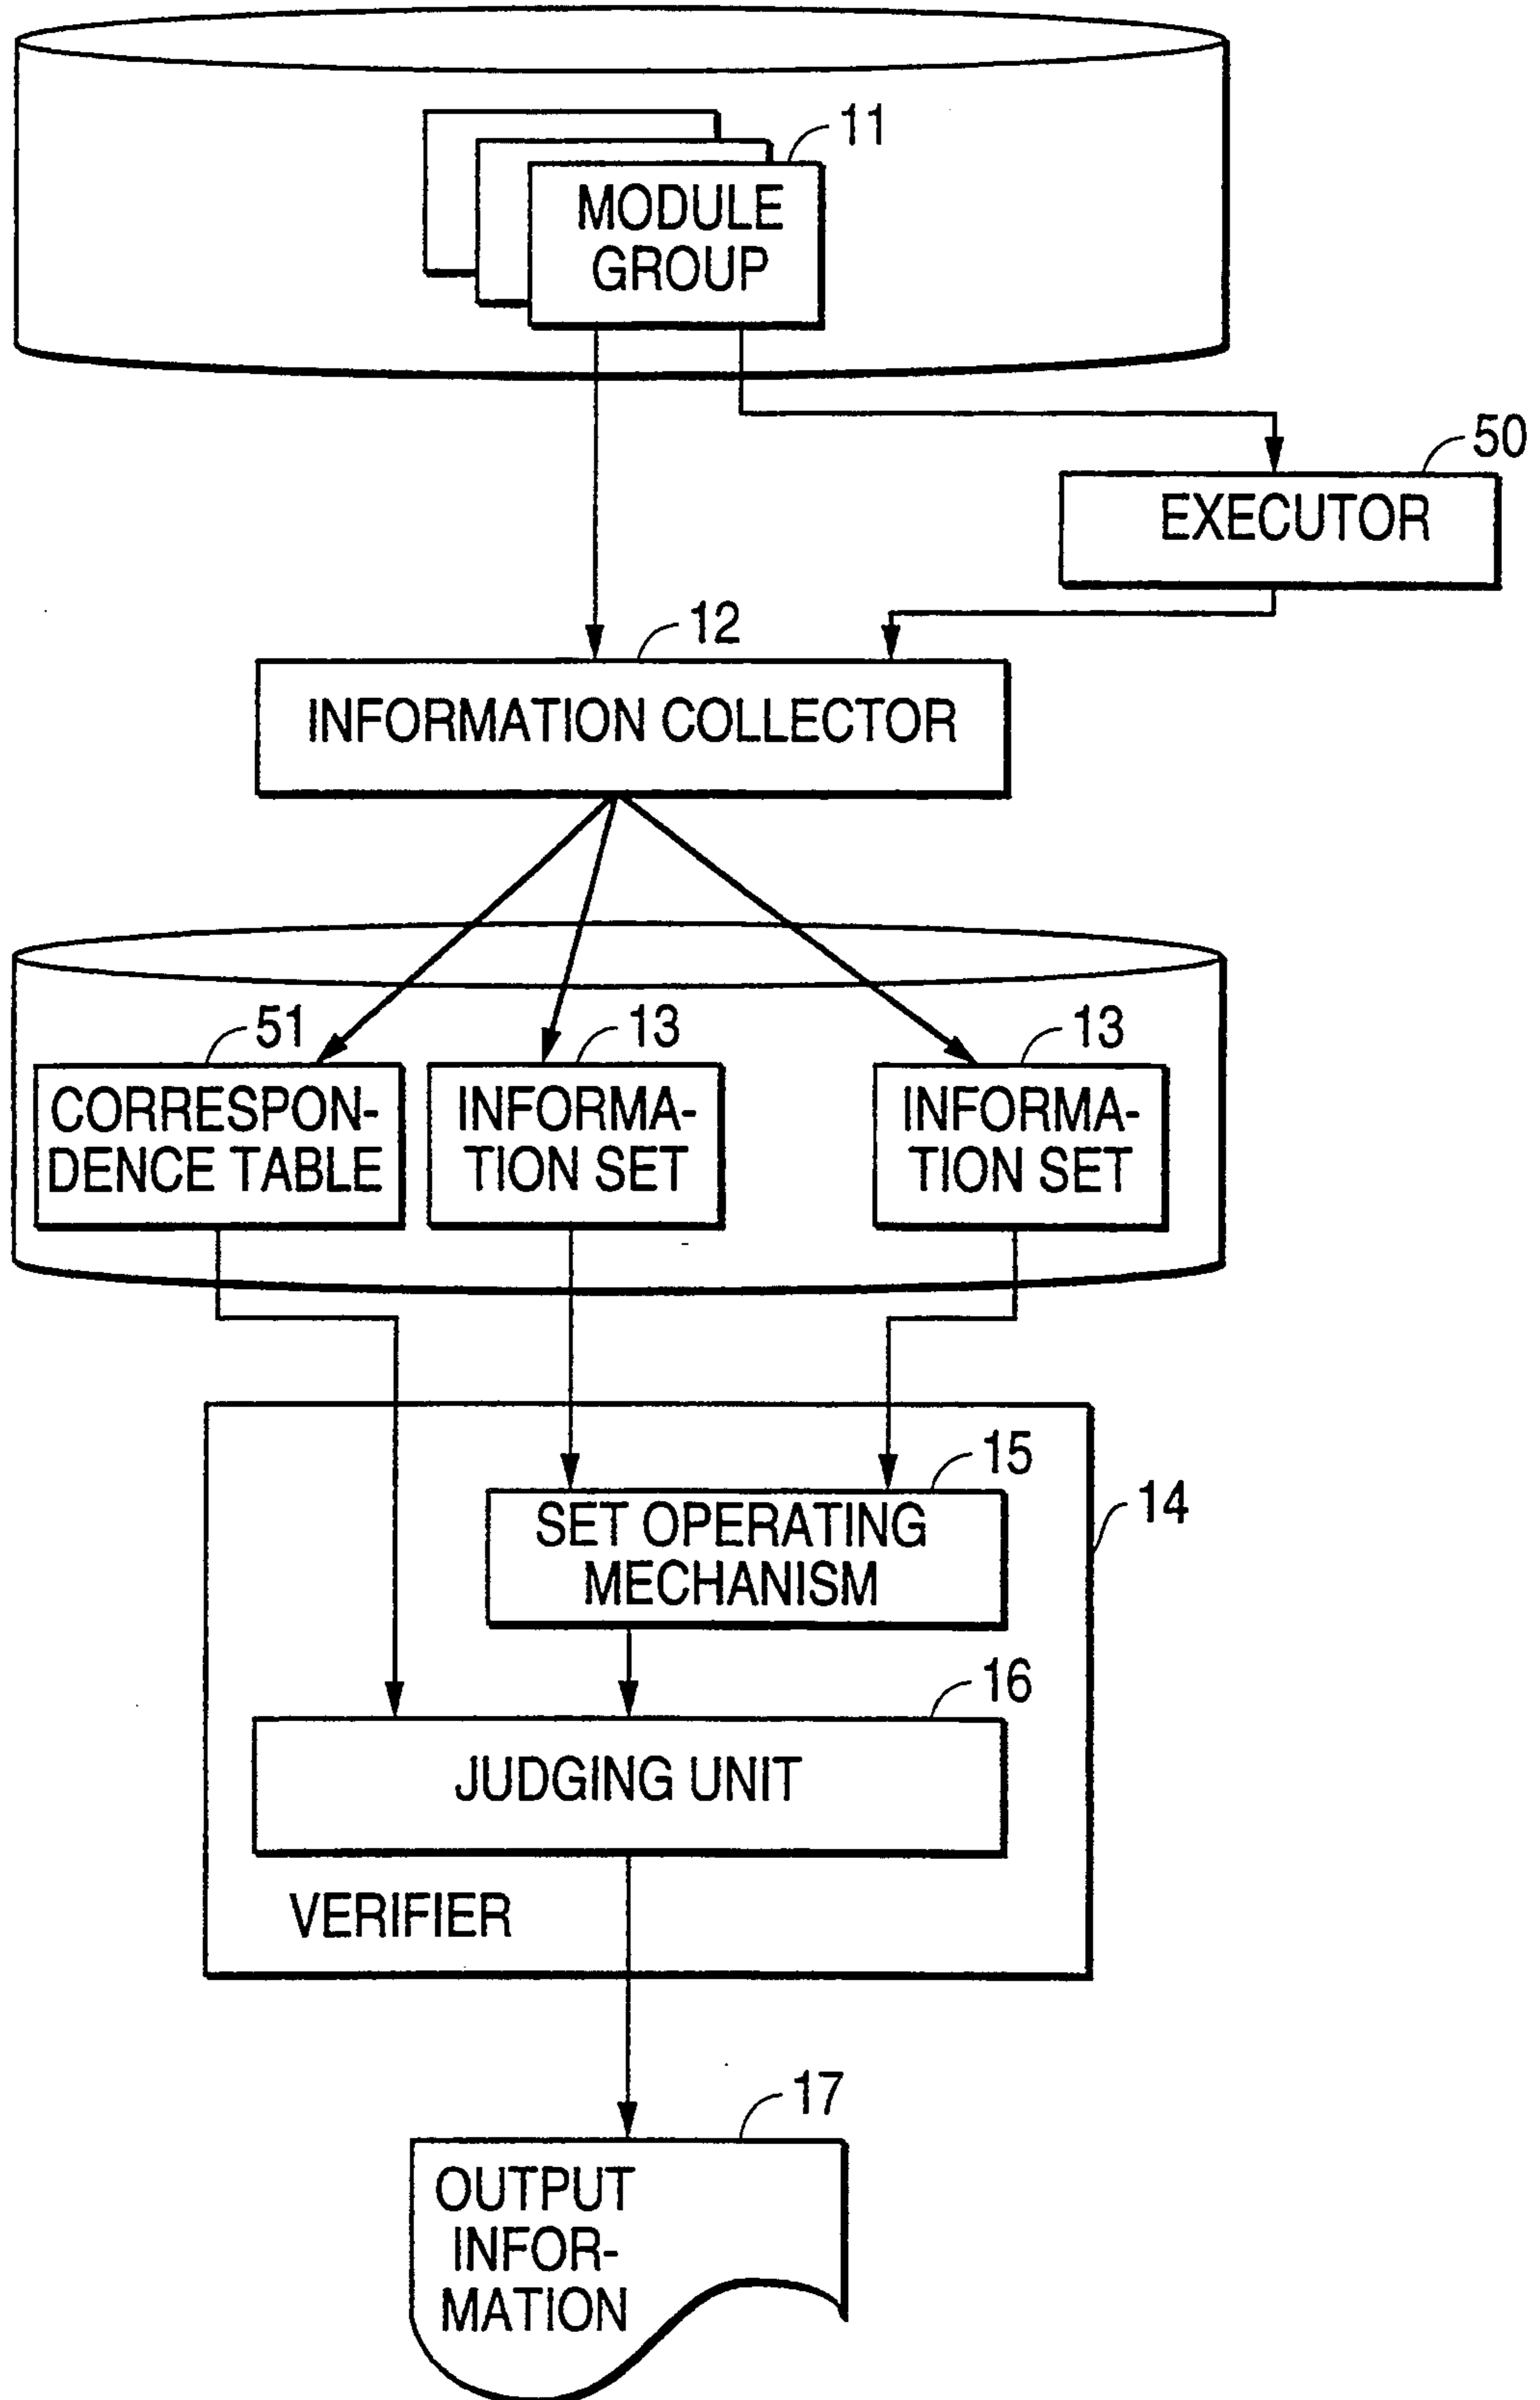 11
MODULE
GROUP
50
EXECUTOR
12
INFORMATION COLLECTOR
51
13
13
CORRESPON-
DENCE TABLE
INFORMA-
TION SET
INFORMA-
TION SET
15
14
SET OPERATING
MECHANISM
16
JUDGING UNIT
VERIFIER
17
OUTPUT
INFOR-
MATION